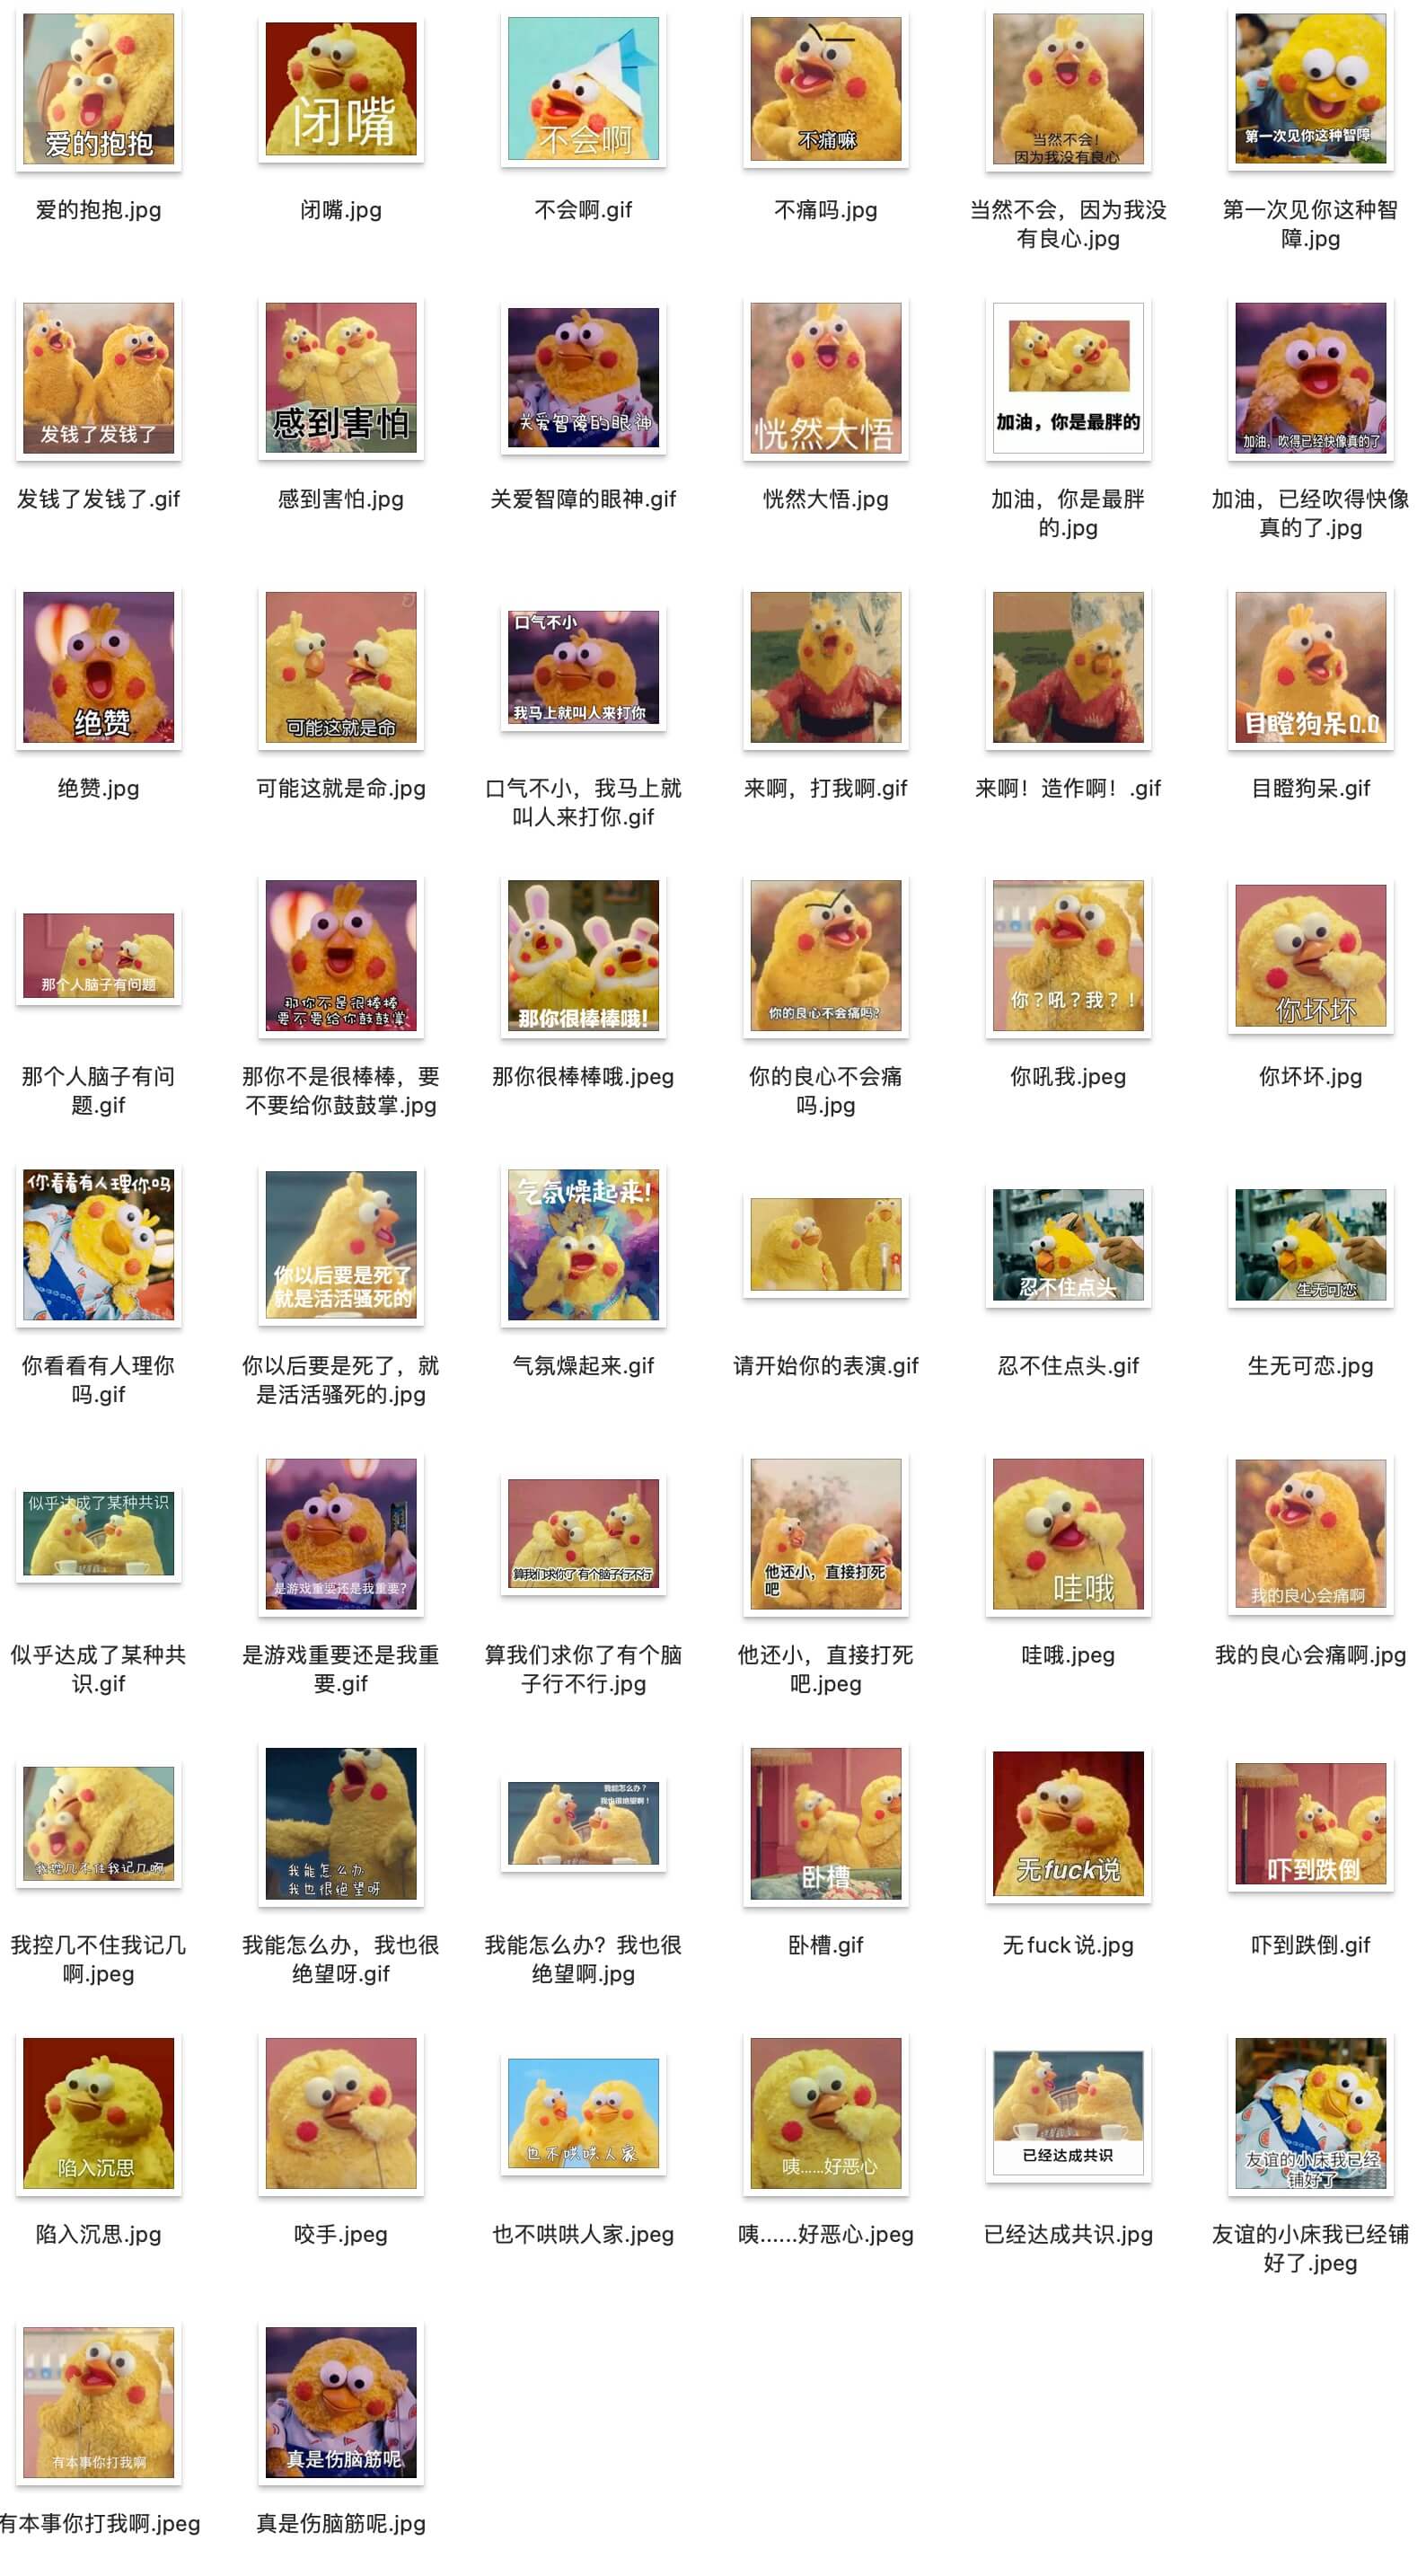 爱的抱抱
闭嘴
不会啊
不痛嘛
当然不会!
因为我没有良心
第一次见你这种智障
爱的抱抱.jpg
闭嘴.jpg
不会啊.gif
不痛吗.jpg
当然不会，因为我没
有良心.jpg
第一次见你这种智
障.jpg
发钱了发钱了
感到害怕
关爱智障的眼神
恍然大悟
加油，你是最胖的
加油，吹得已经快像真的了
发钱了发钱了.gif
感到害怕.jpg
关爱智障的眼神.gif
恍然大悟.jpg
加油，你是最胖
的.jpg
加油，已经吹得快像
真的了.jpg
绝赞
可能这就是命
口气不小
我马上就叫人来打你
目瞪狗呆0.0
绝赞.jpg
可能这就是命.jpg
口气不小，我马上就
叫人来打你.gif
来啊，打我啊.gif
来啊！造作啊！.gif
目瞪狗呆.gif
那个人脑子有问题
那你不是很棒棒
要不要给你鼓鼓掌
那你很棒棒哦!
你的良心不会痛吗?
你？吼？我？！
你坏坏
那个人脑子有问
题.gif
那你不是很棒棒，要
不要给你鼓鼓掌.jpg
那你很棒棒哦.jpeg
你的良心不会痛
吗.jpg
你吼我.jpeg
你坏坏.jpg
你看看有人理你吗
你以后要是死了
就是活活骚死的
气氛燥起来!
忍不住点头
生无可恋
你看看有人理你
吗.gif
你以后要是死了，就
是活活骚死的.jpg
气氛燥起来.gif
请开始你的表演.gif
忍不住点头.gif
生无可恋.jpg
似乎达成了某种共识
是游戏重要还是我重要?
算我们求你了 有个脑子行不行
他还小，直接打死
吧
哇哦
我的良心会痛啊
似乎达成了某种共
识.gif
是游戏重要还是我重
要.gif
算我们求你了有个脑
子行不行.jpg
他还小，直接打死
吧.jpeg
哇哦.jpeg
我的良心会痛啊.jpg
我控几不住我记几啊
我能怎么办
我也很绝望呀
我能怎么办？
我也很绝望啊！
卧槽
无fuck说
吓到跌倒
我控几不住我记几
啊.jpeg
我能怎么办，我也很
绝望呀.gif
我能怎么办？我也很
绝望啊.jpg
卧槽.gif
无fuck说.jpg
吓到跌倒.gif
陷入沉思
也不哄哄人家
咦......好恶心
已经达成共识
友谊的小床我已经
铺好了
陷入沉思.jpg
咬手.jpeg
也不哄哄人家.jpeg
咦......好恶心.jpeg
已经达成共识.jpg
友谊的小床我已经铺
好了.jpeg
有本事你打我啊
真是伤脑筋呢
有本事你打我啊.jpeg
真是伤脑筋呢.jpg